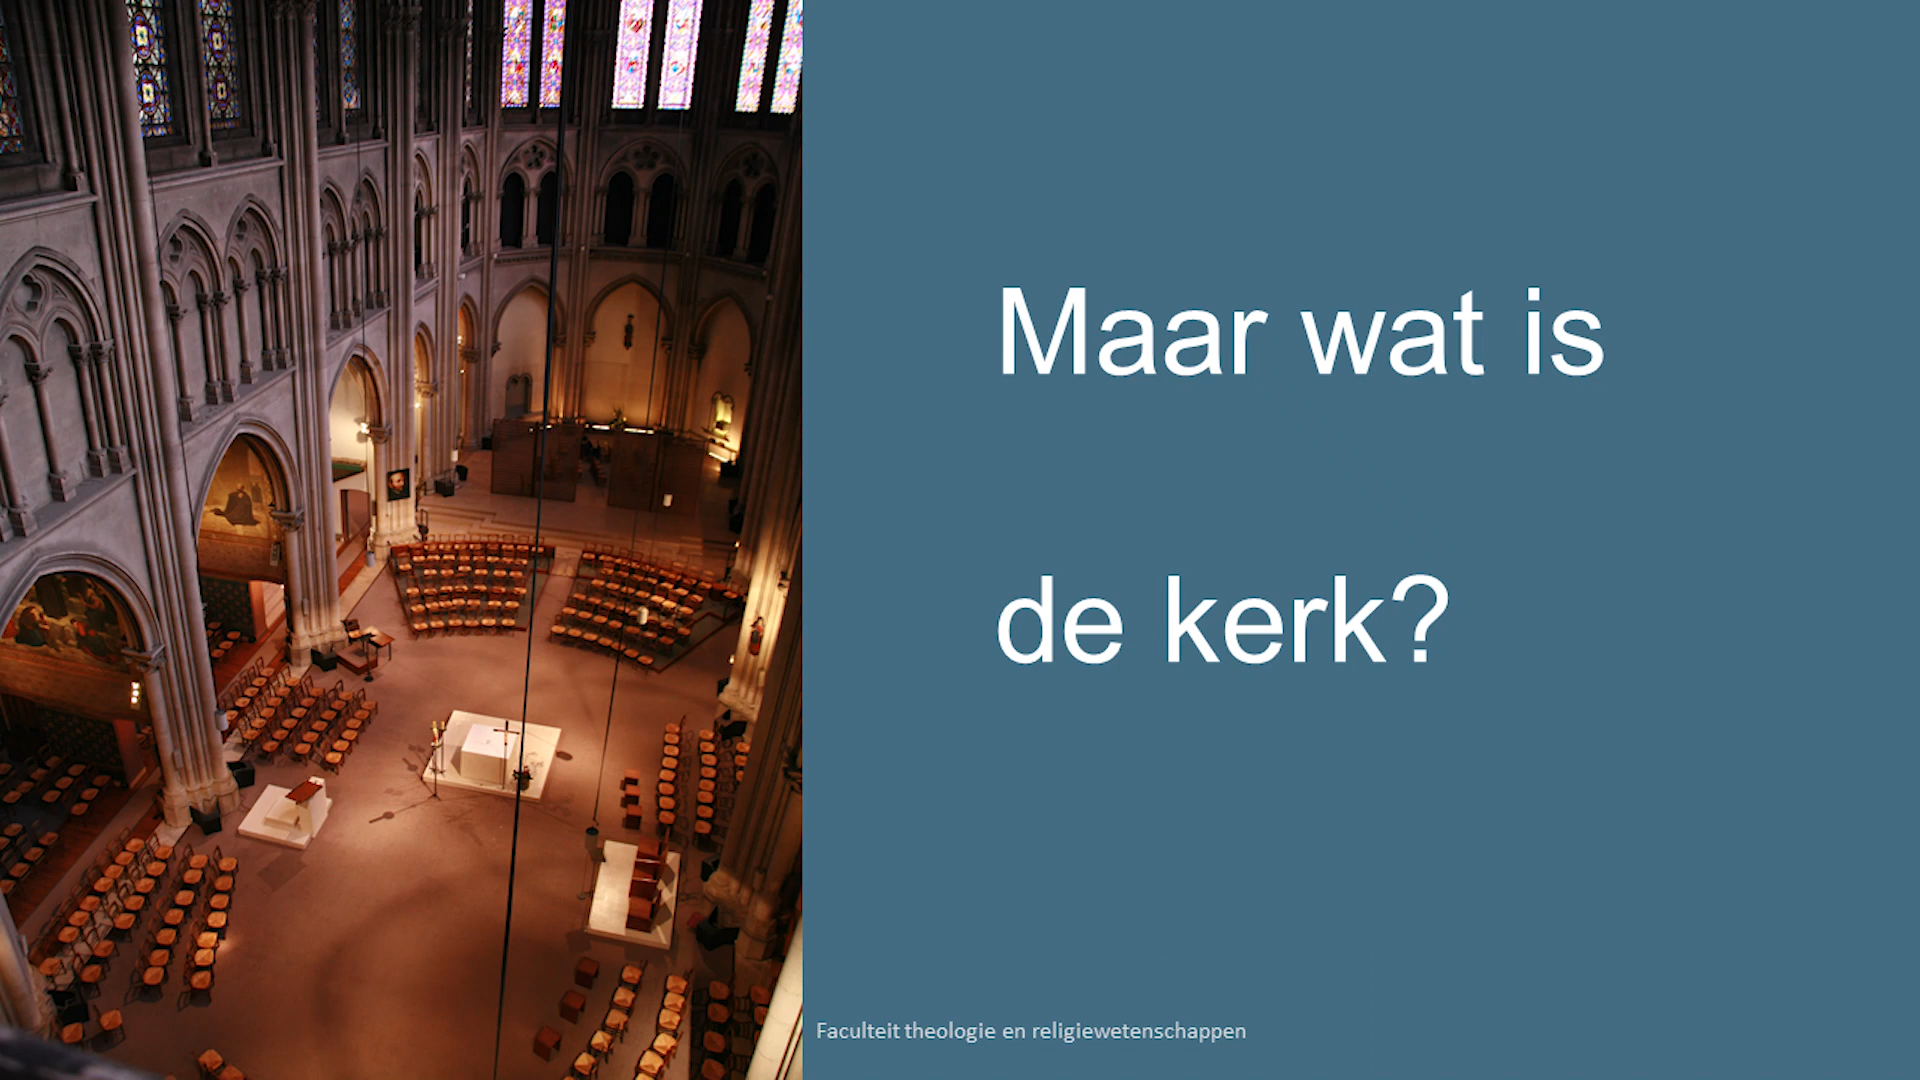 Maar wat is
de kerk?
Faculteit theologie en religiewetenschappen